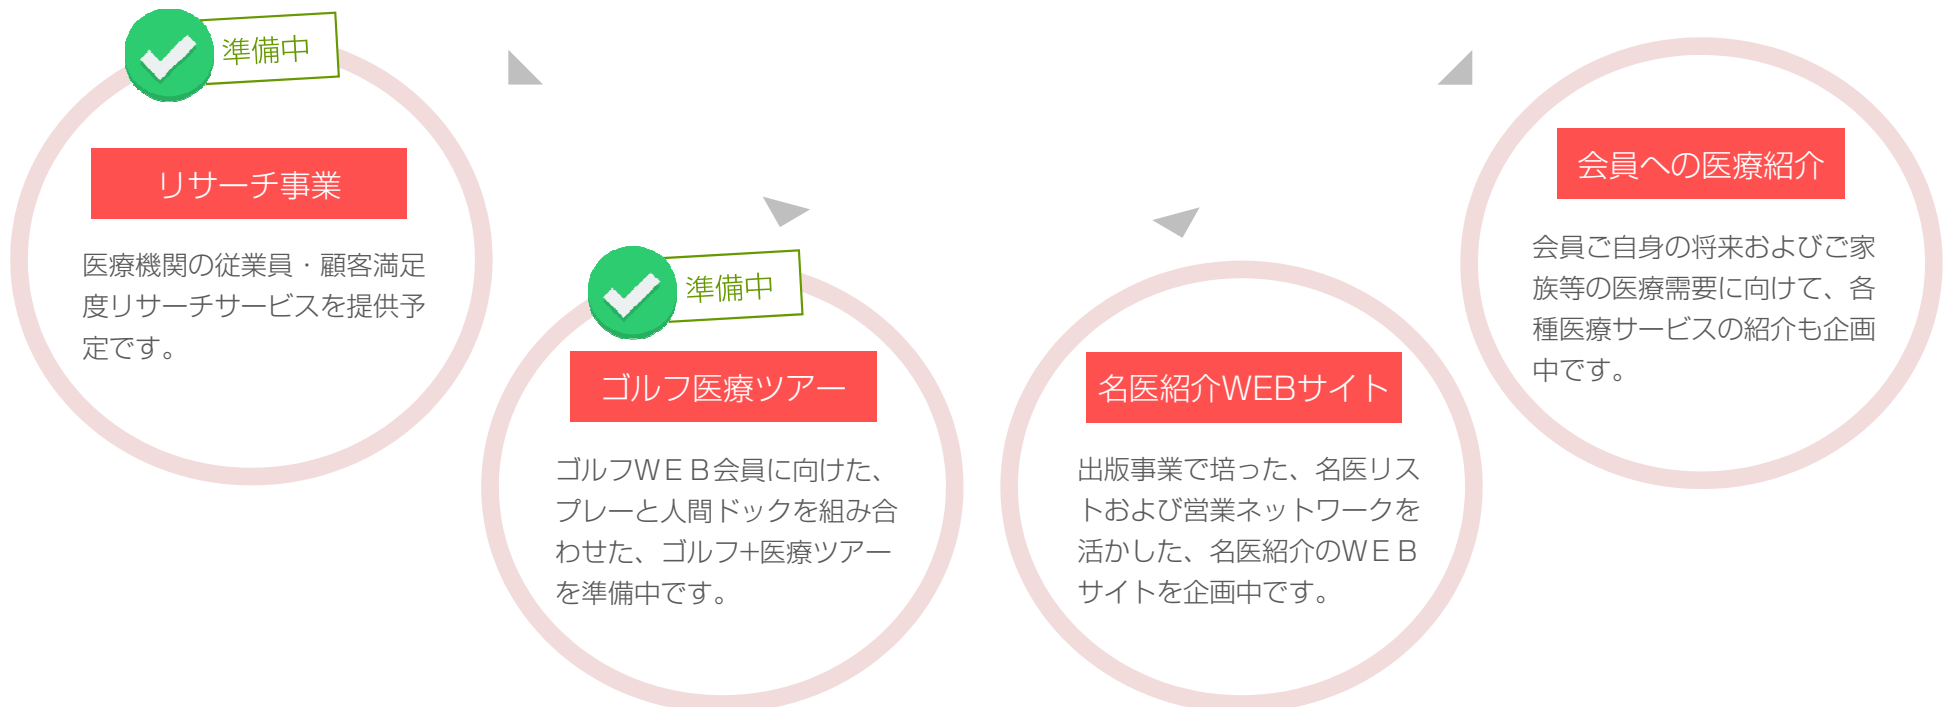 準備中
リサーチ事業
医療機関の従業員・顧客満足
度リサーチサービスを提供予
定です。
準備中
ゴルフ医療ツアー
ゴルフWEB会員に向けた、
プレーと人間ドックを組み合
わせた、ゴルフ+医療ツアー
を準備中です。
名医紹介WEBサイト
出版事業で培った、名医リス
トおよび営業ネットワークを
活かした、名医紹介のWEB
サイトを企画中です。
会員への医療紹介
会員ご自身の将来およびご家
族等の医療需要に向けて、各
種医療サービスの紹介も企画
中です。